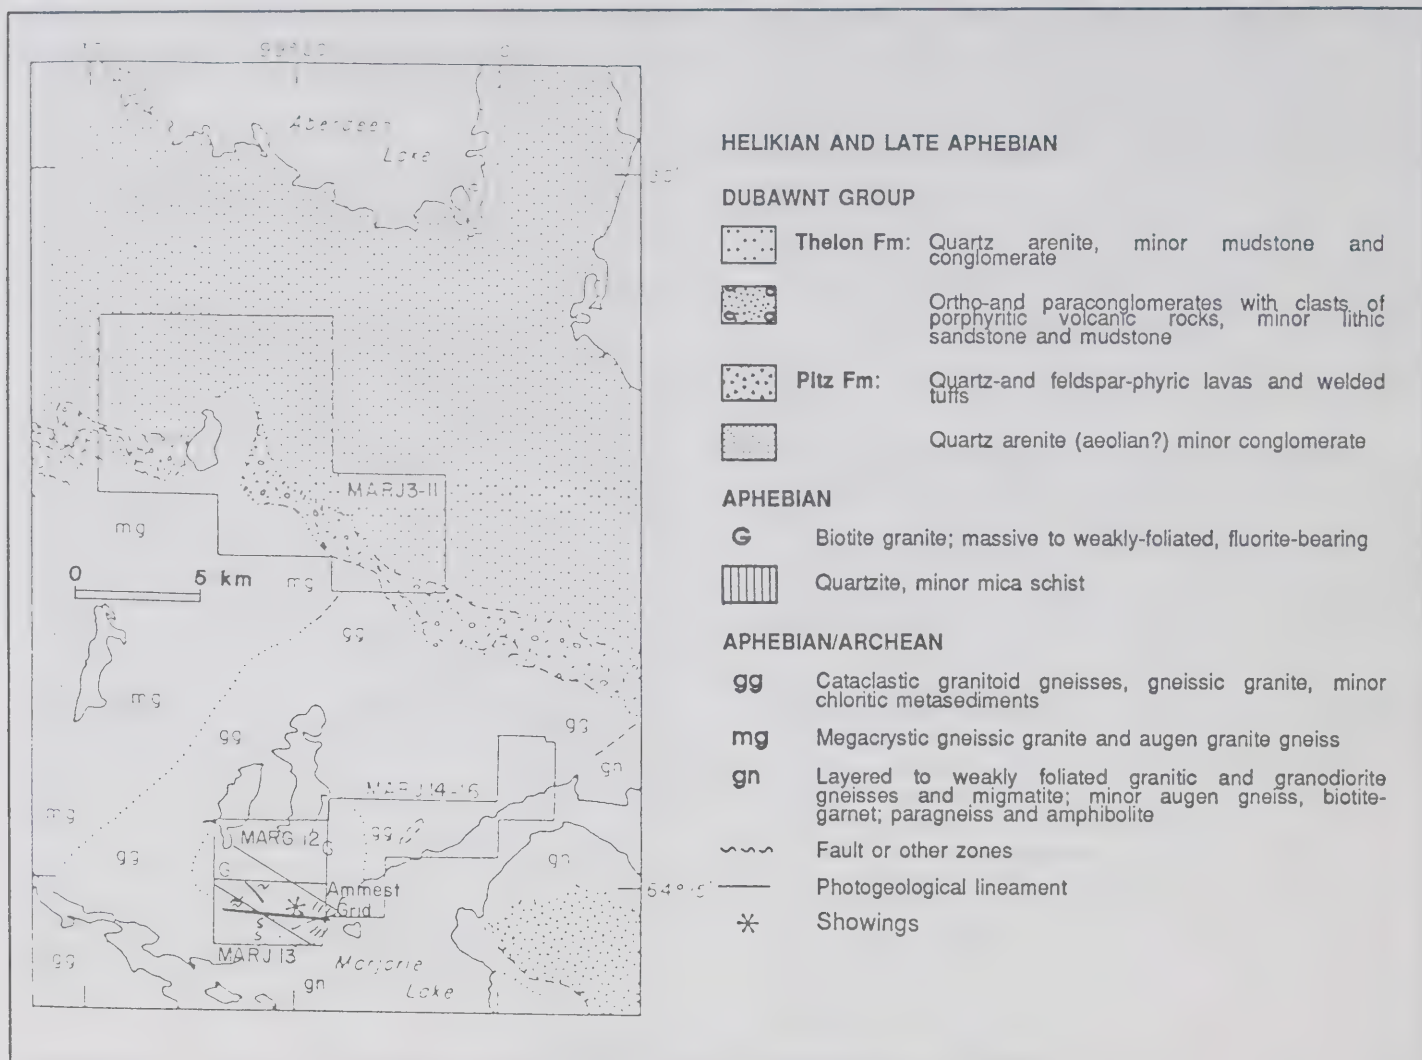 Aberdeen
Lake
MARJ3-11
mg
0 5 km
mg
gg
mg
gg
gg
gn
MARJ14-16
mg
MARG 12
gg
gg
G
gn
G
Ammest
Grid
MARJ 13
gg
Marjorie
Lake
gn
HELIKIAN AND LATE APHEBIAN
DUBAWNT GROUP
Thelon Fm: Quartz arenite, minor mudstone and
conglomerate
Ortho-and paraconglomerates with clasts of
porphyritic volcanic rocks, minor lithic
sandstone and mudstone
Pitz Fm: Quartz-and feldspar-phyric lavas and welded
tuffs
Quartz arenite (aeolian?) minor conglomerate
APHEBIAN
G Biotite granite; massive to weakly-foliated, fluorite-bearing
Quartzite, minor mica schist
APHEBIAN/ARCHEAN
gg Cataclastic granitoid gneisses, gneissic granite, minor
chloritic metasediments
mg Megacrystic gneissic granite and augen granite gneiss
gn Layered to weakly foliated granitic and granodiorite
gneisses and migmatite; minor augen gneiss, biotite-
garnet; paragneiss and amphibolite
Fault or other zones
Photogeological lineament
Showings